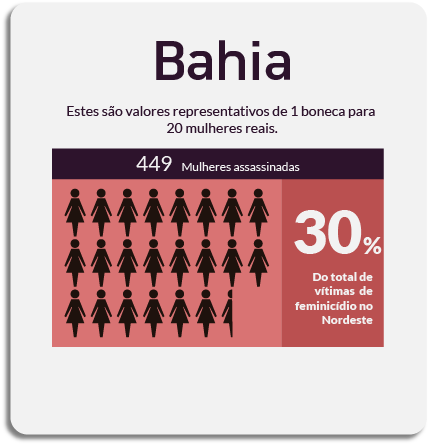 Bahia
Estes são valores representativos de 1 boneca para
20 mulheres reais.
449 Mulheres assassinadas
30%
Do total de
vítimas de
feminicídio no
Nordeste